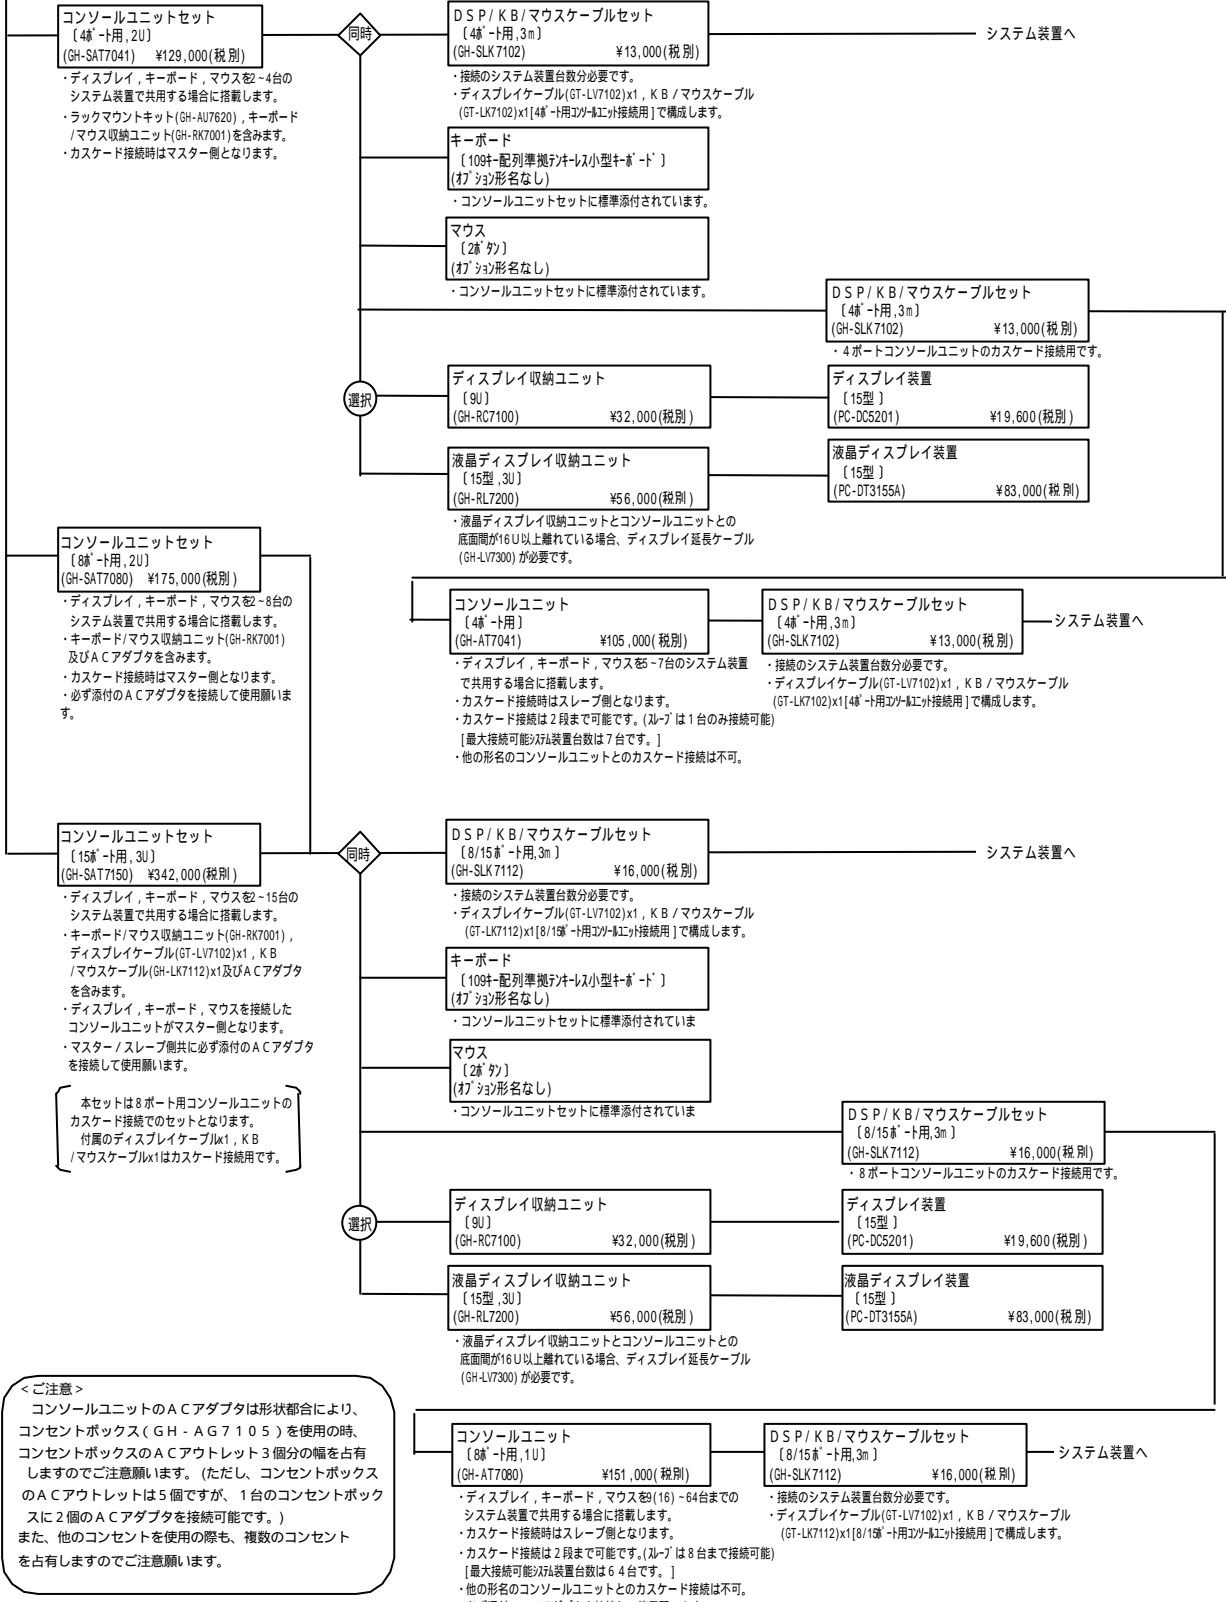 コンソールユニットセット
〔4ﾎﾟｰﾄ用,2U〕
(GH-SAT7041) ¥129,000(税別)
・ディスプレイ，キーボード，マウスを2~4台の
システム装置で共用する場合に搭載します。
・ラックマウントキット(GH-AU7620)，キーボード
/マウス収納ユニット(GH-RK7001)を含みます。
・カスケード接続時はマスター側となります。
同時
DSP/KB/マウスケーブルセット
〔4ﾎﾟｰﾄ用,3m〕
(GH-SLK7102) ¥13,000(税別)
システム装置へ
・接続のシステム装置台数分必要です。
・ディスプレイケーブル(GT-LV7102)x1，KB/マウスケーブル
(GT-LK7102)x1[4ﾎﾟｰﾄ用ｺﾝｿｰﾙﾕﾆｯﾄ接続用]で構成します。
キーボード
〔109ｷｰ配列準拠ﾃﾝｷｰﾚｽ小型ｷｰﾎﾞｰﾄﾞ〕
(ｵﾌﾟｼｮﾝ形名なし)
・コンソールユニットセットに標準添付されています。
マウス
〔2ﾎﾞﾀﾝ〕
(ｵﾌﾟｼｮﾝ形名なし)
・コンソールユニットセットに標準添付されています。
DSP/KB/マウスケーブルセット
〔4ﾎﾟｰﾄ用,3m〕
(GH-SLK7102) ¥13,000(税別)
・4ポートコンソールユニットのカスケード接続用です。
選択
ディスプレイ収納ユニット
〔9U〕
(GH-RC7100) ¥32,000(税別)
ディスプレイ装置
〔15型〕
(PC-DC5201) ¥19,600(税別)
液晶ディスプレイ収納ユニット
〔15型,3U〕
(GH-RL7200) ¥56,000(税別)
液晶ディスプレイ装置
〔15型〕
(PC-DT3155A) ¥83,000(税別)
・液晶ディスプレイ収納ユニットとコンソールユニットとの
底面間が16U以上離れている場合、ディスプレイ延長ケーブル
(GH-LV7300)が必要です。
コンソールユニットセット
〔8ﾎﾟｰﾄ用,2U〕
(GH-SAT7080) ¥175,000(税別)
・ディスプレイ，キーボード，マウスを2~8台の
システム装置で共用する場合に搭載します。
・キーボード/マウス収納ユニット(GH-RK7001)
及びACアダプタを含みます。
・カスケード接続時はマスター側となります。
・必ず添付のACアダプタを接続して使用願いま
す。
コンソールユニット
〔4ﾎﾟｰﾄ用〕
(GH-AT7041) ¥105,000(税別)
・ディスプレイ，キーボード，マウスを5~7台のシステム装置
で共用する場合に搭載します。
・カスケード接続時はスレーブ側となります。
・カスケード接続は2段まで可能です。(ｽﾚｰﾌﾞは1台のみ接続可能)
[最大接続可能ｼｽﾃﾑ装置台数は7台です。]
・他の形名のコンソールユニットとのカスケード接続は不可。
DSP/KB/マウスケーブルセット
〔4ﾎﾟｰﾄ用,3m〕
(GH-SLK7102) ¥13,000(税別)
システム装置へ
・接続のシステム装置台数分必要です。
・ディスプレイケーブル(GT-LV7102)x1，KB/マウスケーブル
(GT-LK7102)x1[4ﾎﾟｰﾄ用ｺﾝｿｰﾙﾕﾆｯﾄ接続用]で構成します。
コンソールユニットセット
〔15ﾎﾟｰﾄ用,3U〕
(GH-SAT7150) ¥342,000(税別)
・ディスプレイ，キーボード，マウスを2~15台の
システム装置で共用する場合に搭載します。
・キーボード/マウス収納ユニット(GH-RK7001)，
ディスプレイケーブル(GT-LV7102)x1，KB
/マウスケーブル(GH-LK7112)x1及びACアダプタ
を含みます。
・ディスプレイ，キーボード，マウスを接続した
コンソールユニットがマスター側となります。
・マスター/スレーブ側共に必ず添付のACアダプタ
を接続して使用願います。
本セットは8ポート用コンソールユニットの
カスケード接続でのセットとなります。
付属のディスプレイケーブルx1，KB
/マウスケーブルx1はカスケード接続用です。
同時
DSP/KB/マウスケーブルセット
〔8/15ﾎﾟｰﾄ用,3m〕
(GH-SLK7112) ¥16,000(税別)
システム装置へ
・接続のシステム装置台数分必要です。
・ディスプレイケーブル(GT-LV7102)x1，KB/マウスケーブル
(GT-LK7112)x1[8/15ﾎﾟｰﾄ用ｺﾝｿｰﾙﾕﾆｯﾄ接続用]で構成します。
キーボード
〔109ｷｰ配列準拠ﾃﾝｷｰﾚｽ小型ｷｰﾎﾞｰﾄﾞ〕
(ｵﾌﾟｼｮﾝ形名なし)
・コンソールユニットセットに標準添付されていま
マウス
〔2ﾎﾞﾀﾝ〕
(ｵﾌﾟｼｮﾝ形名なし)
・コンソールユニットセットに標準添付されていま
DSP/KB/マウスケーブルセット
〔8/15ﾎﾟｰﾄ用,3m〕
(GH-SLK7112) ¥16,000(税別)
・8ポートコンソールユニットのカスケード接続用です。
選択
ディスプレイ収納ユニット
〔9U〕
(GH-RC7100) ¥32,000(税別)
ディスプレイ装置
〔15型〕
(PC-DC5201) ¥19,600(税別)
液晶ディスプレイ収納ユニット
〔15型,3U〕
(GH-RL7200) ¥56,000(税別)
液晶ディスプレイ装置
〔15型〕
(PC-DT3155A) ¥83,000(税別)
・液晶ディスプレイ収納ユニットとコンソールユニットとの
底面間が16U以上離れている場合、ディスプレイ延長ケーブル
(GH-LV7300)が必要です。
<ご注意>
コンソールユニットのACアダプタは形状都合により、
コンセントボックス(GH-AG7105)を使用の時、
コンセントボックスのACアウトレット3個分の幅を占有
しますのでご注意願います。(ただし、コンセントボックス
のACアウトレットは5個ですが、1台のコンセントボック
スに2個のACアダプタを接続可能です。)
また、他のコンセントを使用の際も、複数のコンセント
を占有しますのでご注意願います。
コンソールユニット
〔8ﾎﾟｰﾄ用,1U〕
(GH-AT7080) ¥151,000(税別)
・ディスプレイ，キーボード，マウスを9(16)~64台までの
システム装置で共用する場合に搭載します。
・カスケード接続時はスレーブ側となります。
・カスケード接続は2段まで可能です。(ｽﾚｰﾌﾞは8台まで接続可能)
[最大接続可能ｼｽﾃﾑ装置台数は64台です。]
・他の形名のコンソールユニットとのカスケード接続は不可。
DSP/KB/マウスケーブルセット
〔8/15ﾎﾟｰﾄ用,3m〕
(GH-SLK7112) ¥16,000(税別)
システム装置へ
・接続のシステム装置台数分必要です。
・ディスプレイケーブル(GT-LV7102)x1，KB/マウスケーブル
(GT-LK7112)x1[8/15ﾎﾟｰﾄ用ｺﾝｿｰﾙﾕﾆｯﾄ接続用]で構成します。